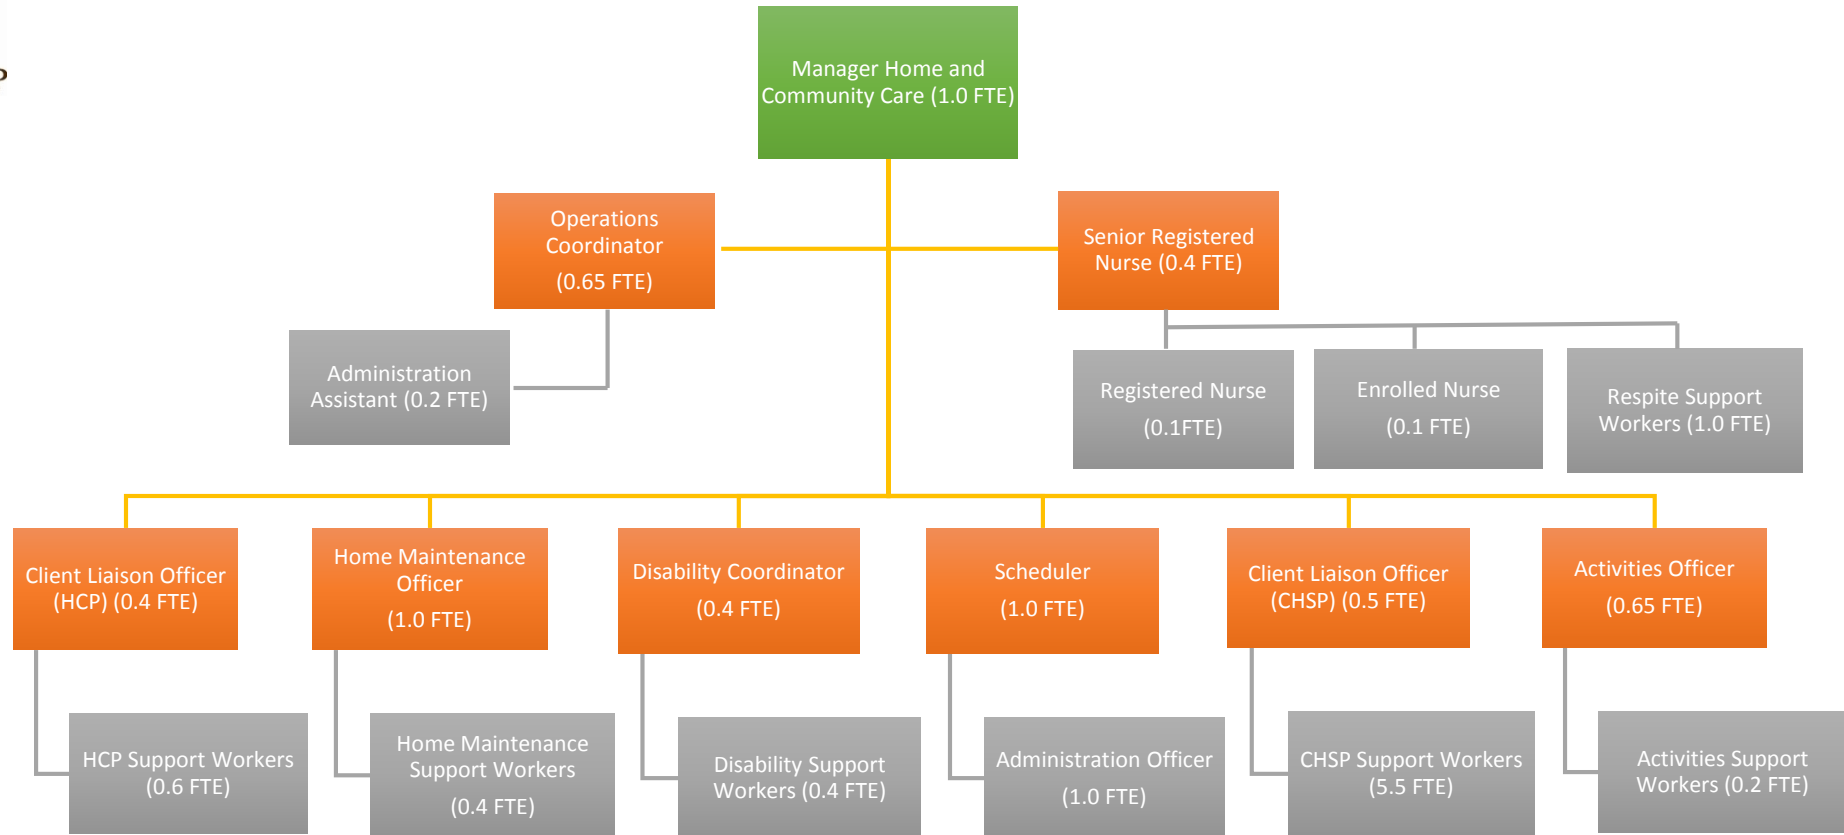 Manager Home and
Community Care (1.0 FTE)
Operations
Coordinator
(0.65 FTE)
Senior Registered
Nurse (0.4 FTE)
Administration
Assistant (0.2 FTE)
Registered Nurse
(0.1FTE)
Enrolled Nurse
(0.1 FTE)
Respite Support
Workers (1.0 FTE)
Client Liaison Officer
(HCP) (0.4 FTE)
Home Maintenance
Officer
(1.0 FTE)
Disability Coordinator
(0.4 FTE)
Scheduler
(1.0 FTE)
Client Liaison Officer
(CHSP) (0.5 FTE)
Activities Officer
(0.65 FTE)
HCP Support Workers
(0.6 FTE)
Home Maintenance
Support Workers
(0.4 FTE)
Disability Support
Workers (0.4 FTE)
Administration Officer
(1.0 FTE)
CHSP Support Workers
(5.5 FTE)
Activities Support
Workers (0.2 FTE)